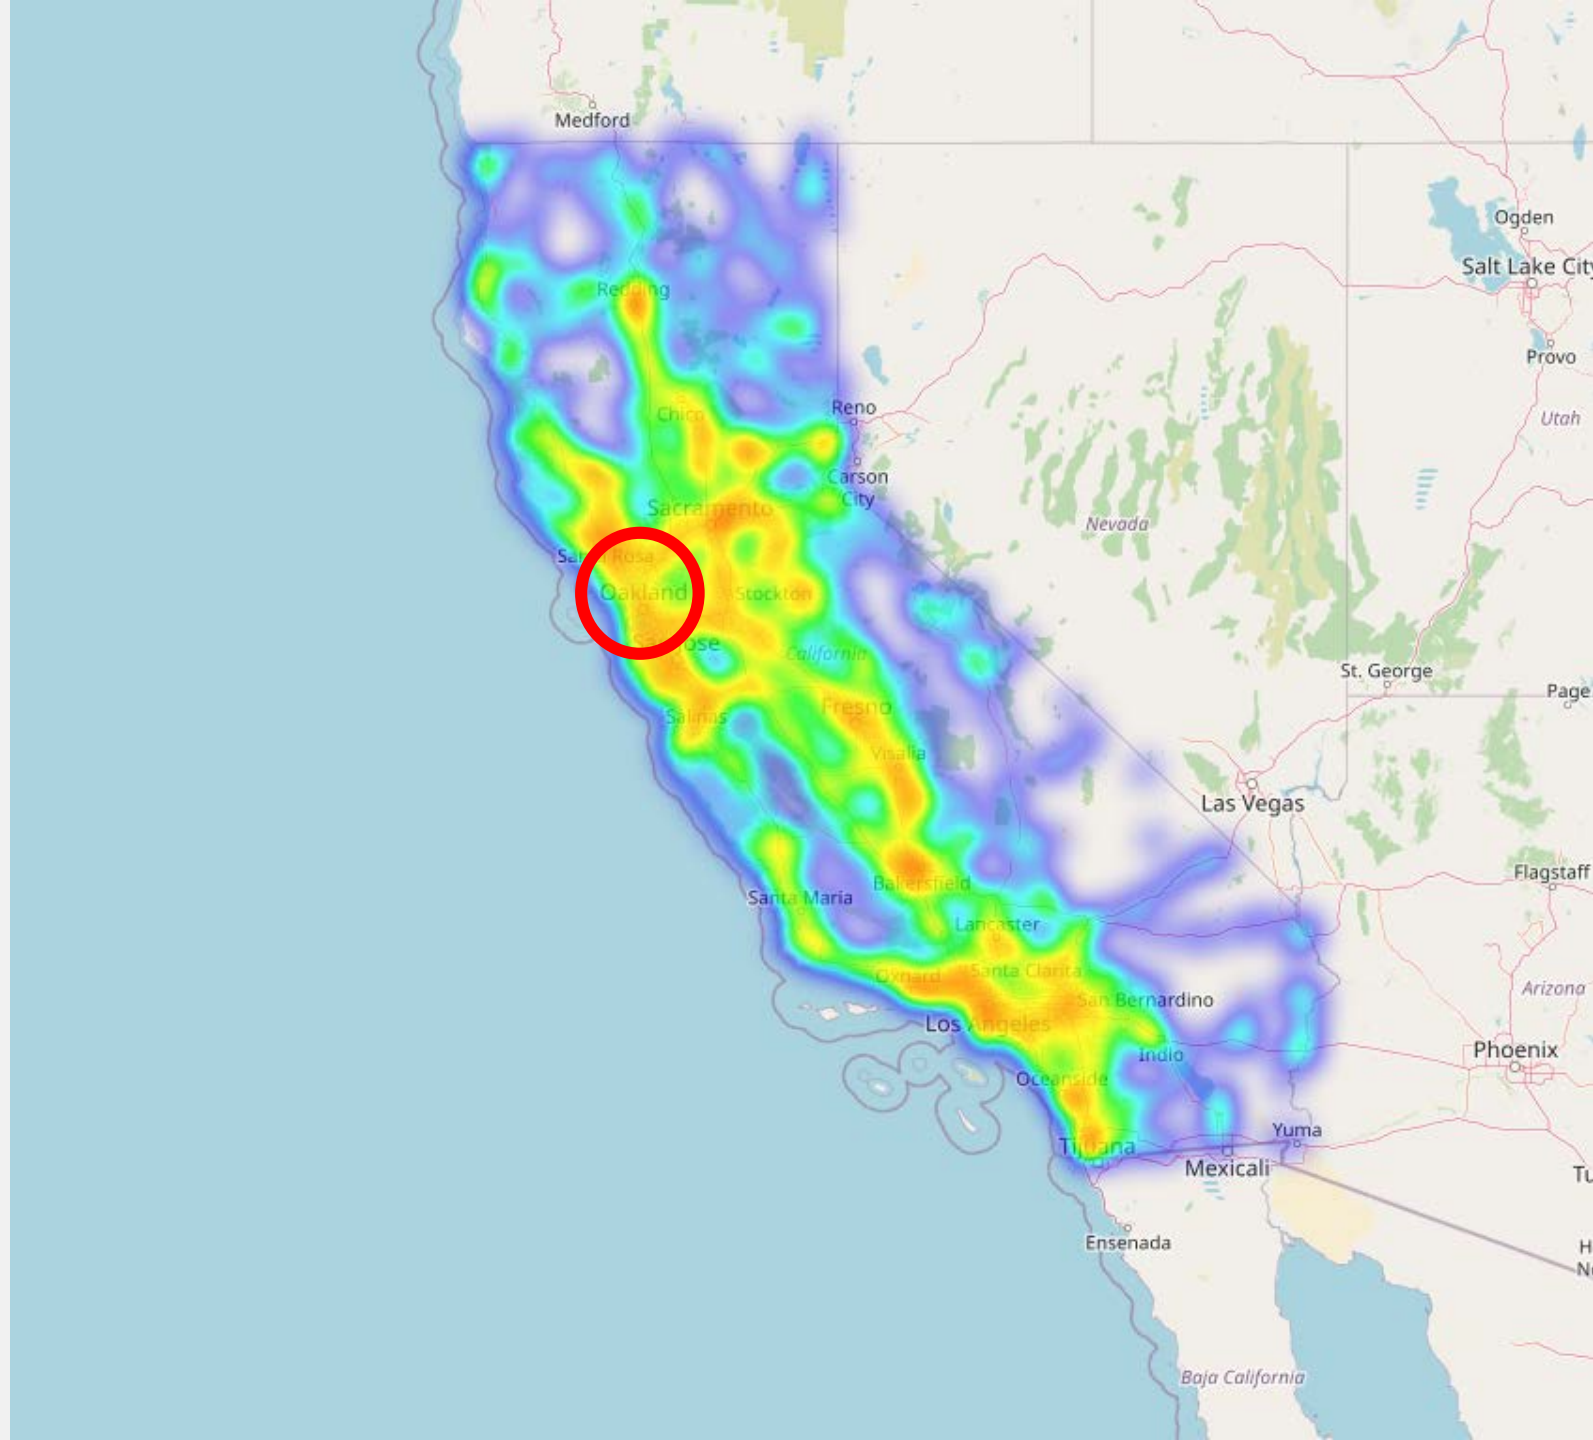 Medford
Ogden
Salt Lake City
Redding
Provo
Reno
Chico
Utah
Carson
City
Sacramento
Nevada
Santa Rosa
Oakland
Stockton
San Jose
California
St. George
Page
Fresno
Salinas
Visalia
Las Vegas
Flagstaff
Bakersfield
Santa Maria
Lancaster
Santa Clarita
Oxnard
Arizona
San Bernardino
Los Angeles
Indio
Phoenix
Oceanside
Yuma
Tijuana
Mexicali
Tu
Ensenada
H
No
Baja California